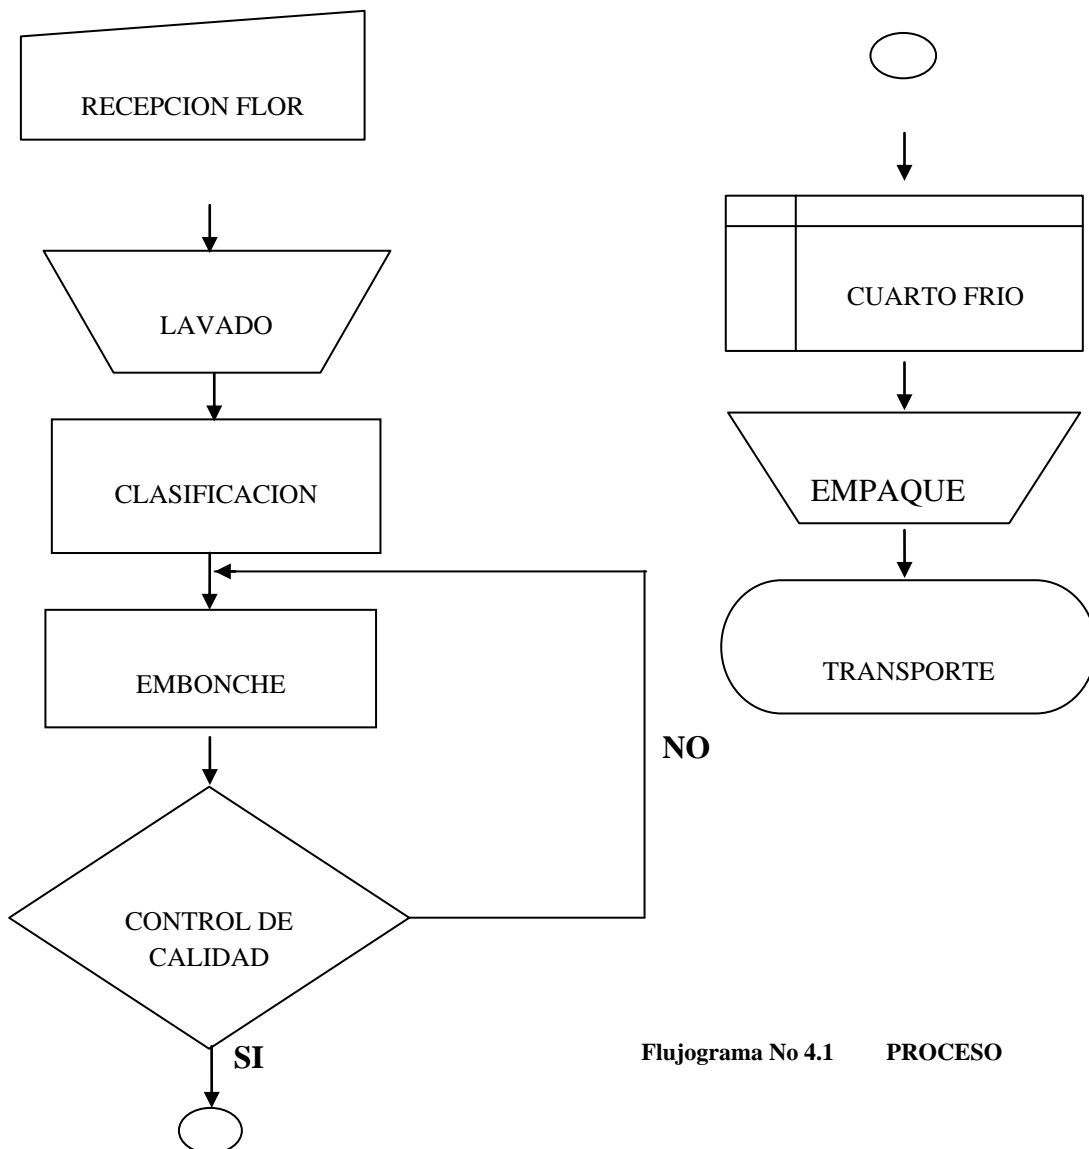 RECEPCION FLOR
LAVADO
CLASIFICACION
EMBONCHE
NO
CONTROL DE
CALIDAD
SI
CUARTO FRIO
EMPAQUE
TRANSPORTE
Flujograma No 4.1 PROCESO